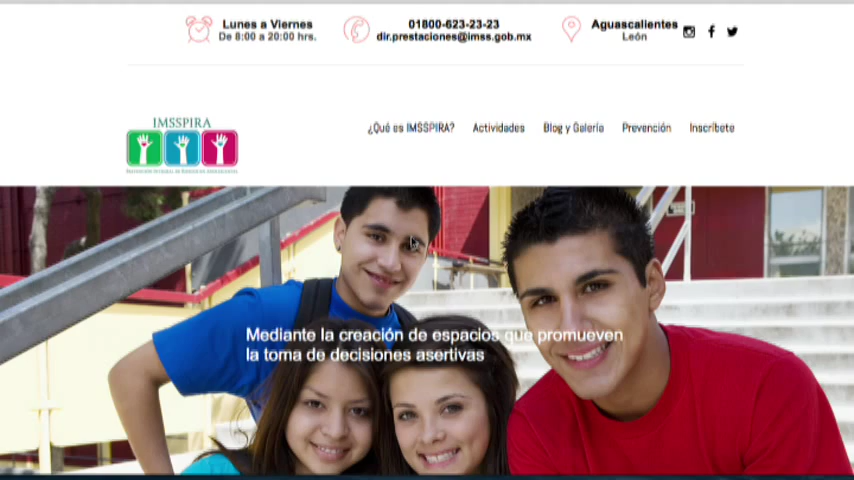 Lunes a Viernes
De 8:00 a 20:00 hrs.
01800-623-23-23
dir.prestaciones@imss.gob.mx
Aguascalientes
León
IMSSPIRA
¿Qué es IMSSPIRA?
Actividades
Blog y Galería
Prevención
Inscríbete
Mediante la creación de espacios que promueven
la toma de decisiones asertivas